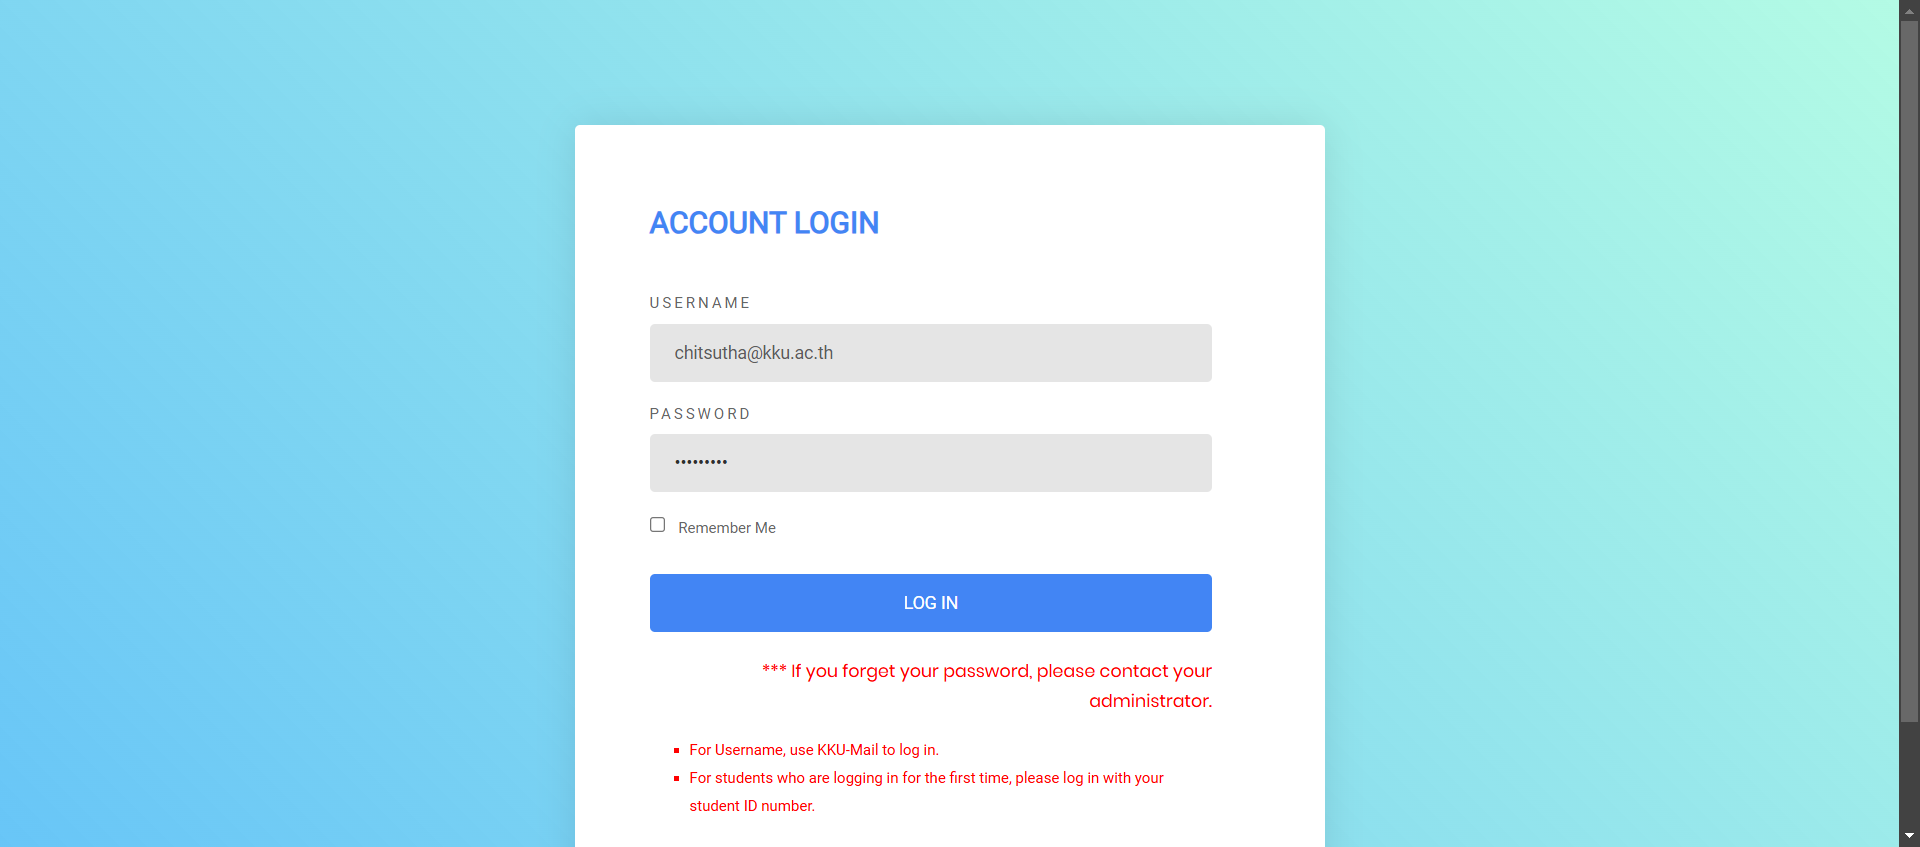 ACCOUNT LOGIN
USERNAME
chitsutha@kku.ac.th
PASSWORD
•••••••••
Remember Me
LOG IN
*** If you forget your password, please contact your
administrator.
For Username, use KKU-Mail to log in.
For students who are logging in for the first time, please log in with your
student ID number.